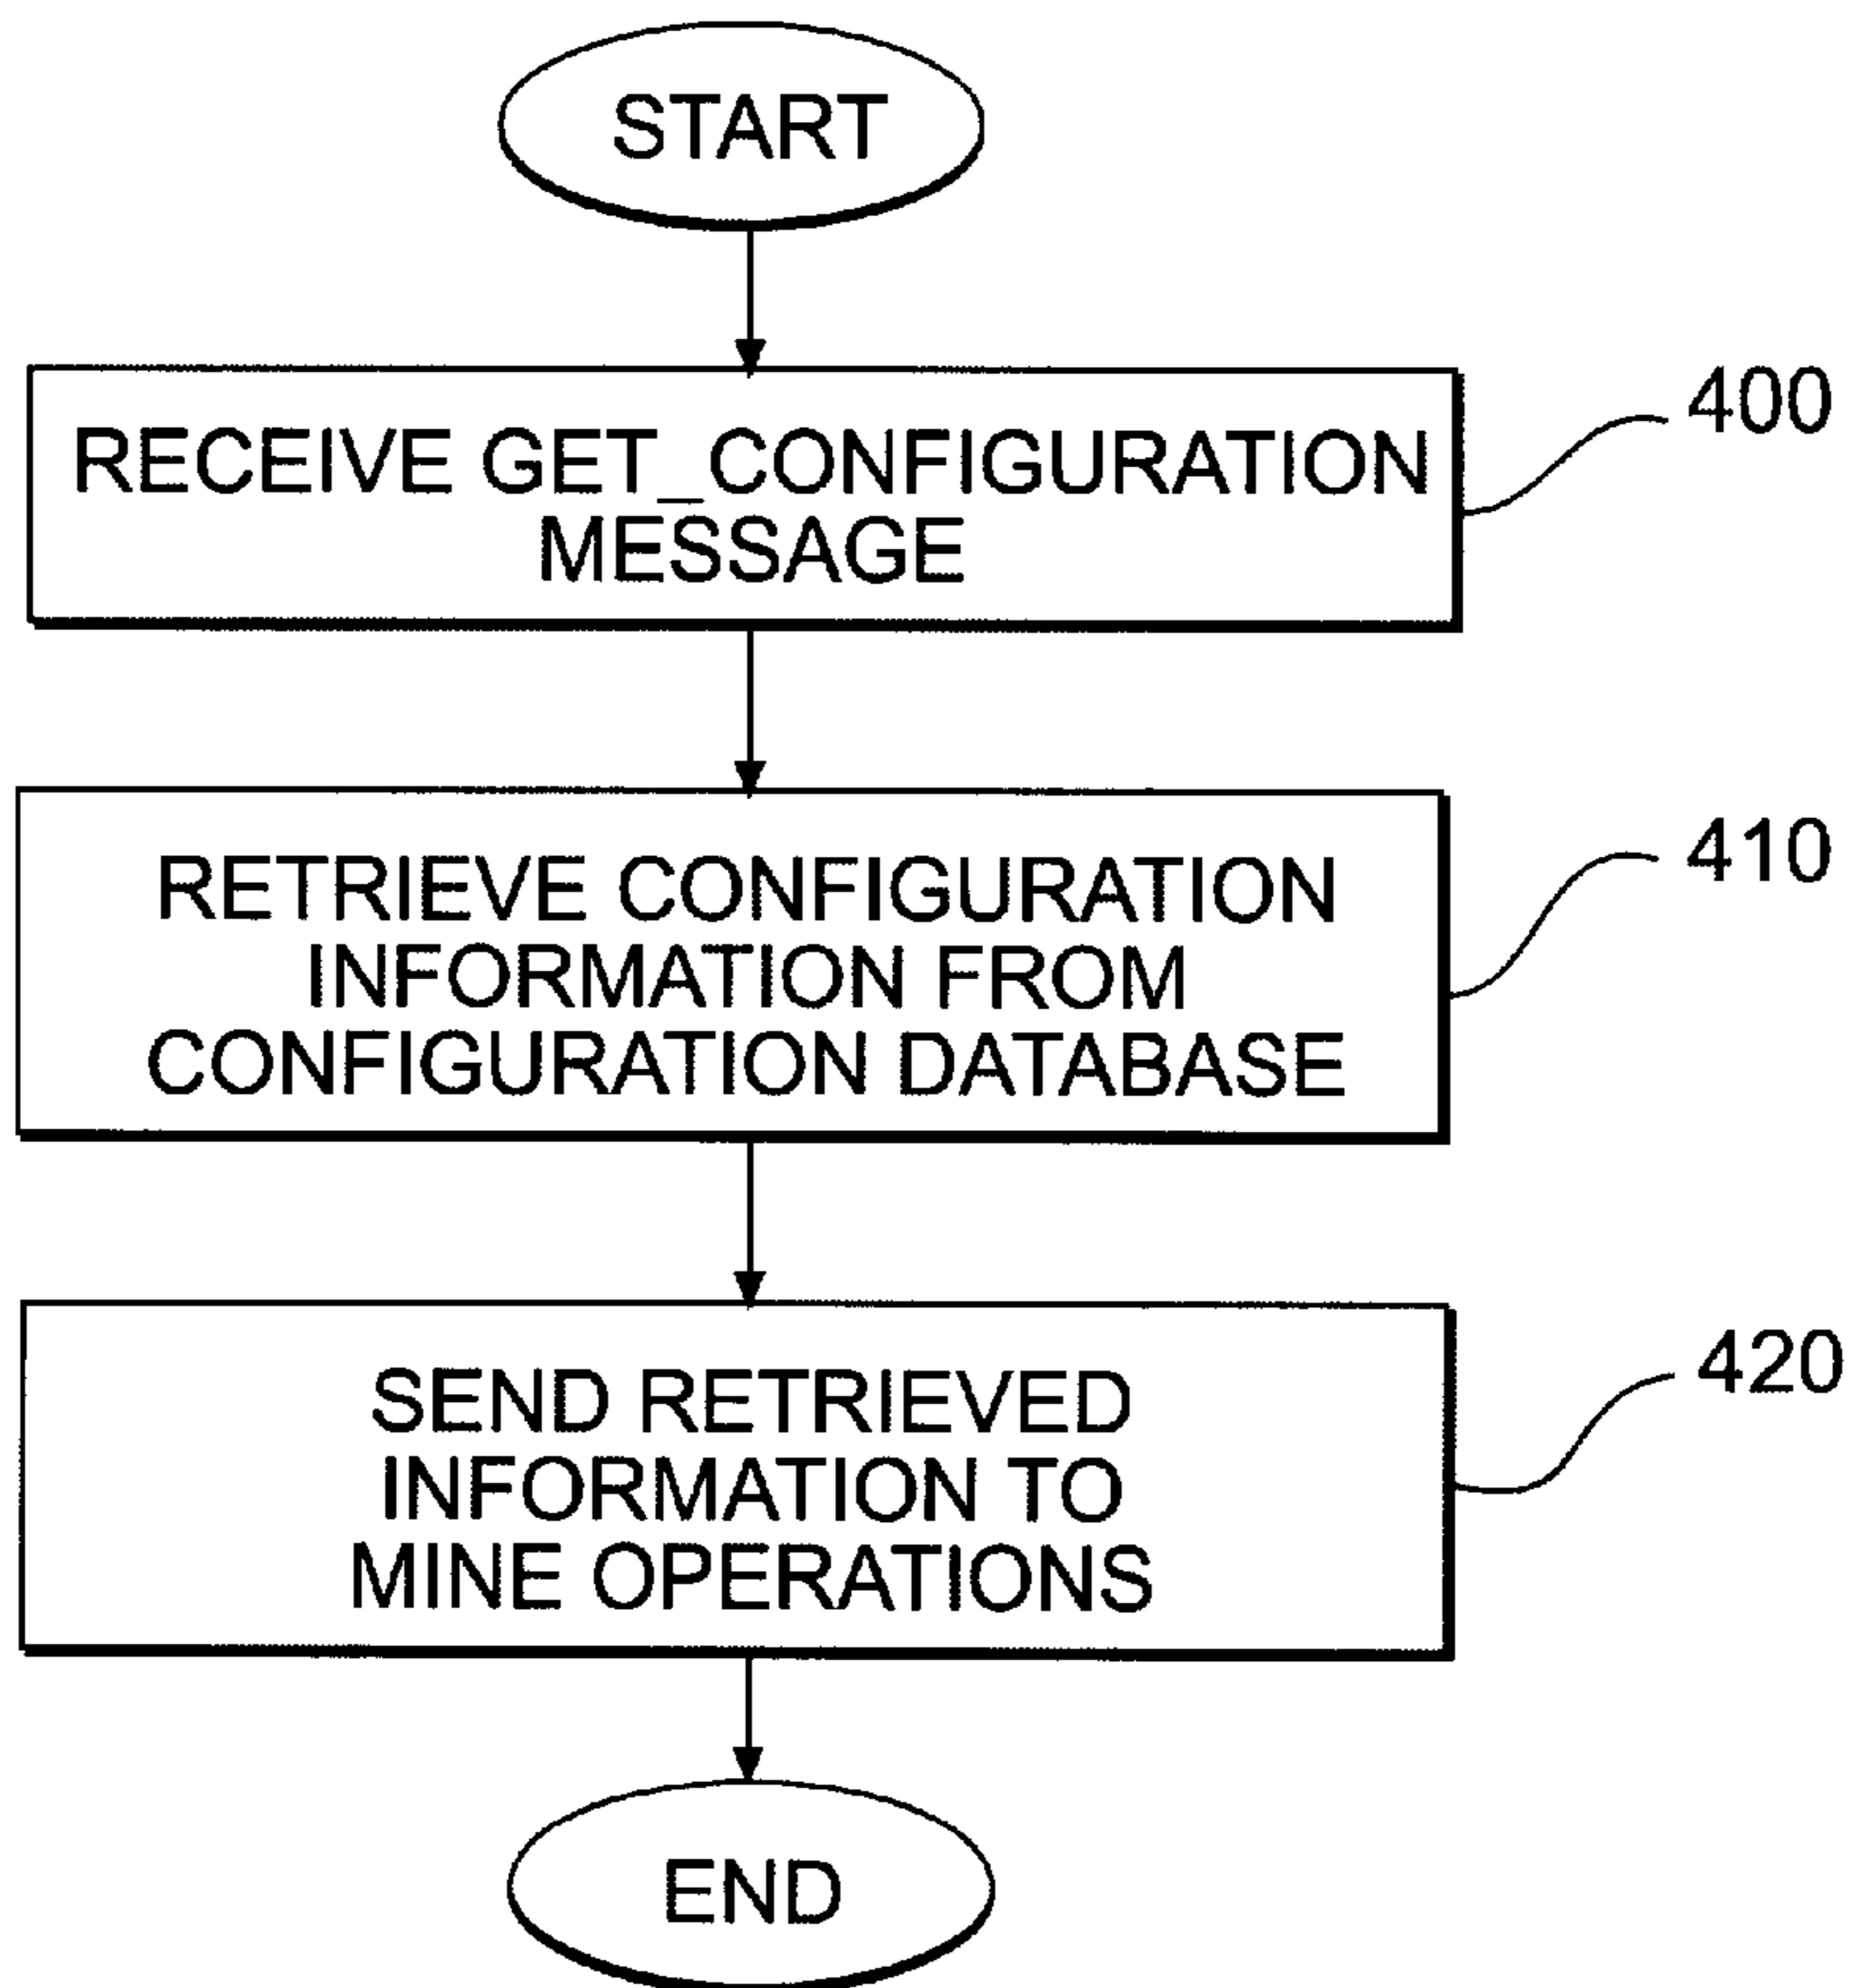 START
RECEIVE GET_CONFIGURATION
MESSAGE
400
RETRIEVE CONFIGURATION
INFORMATION FROM
CONFIGURATION DATABASE
410
SEND RETRIEVED
INFORMATION TO
MINE OPERATIONS
420
END